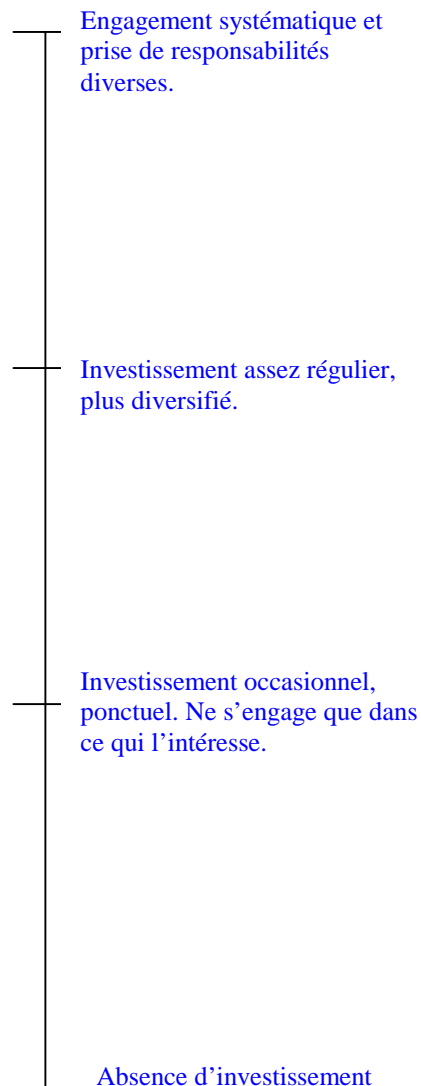 Engagement systématique et
prise de responsabilités
diverses.
Investissement assez régulier,
plus diversifié.
Investissement occasionnel,
ponctuel. Ne s’engage que dans
ce qui l’intéresse.
Absence d’investissement